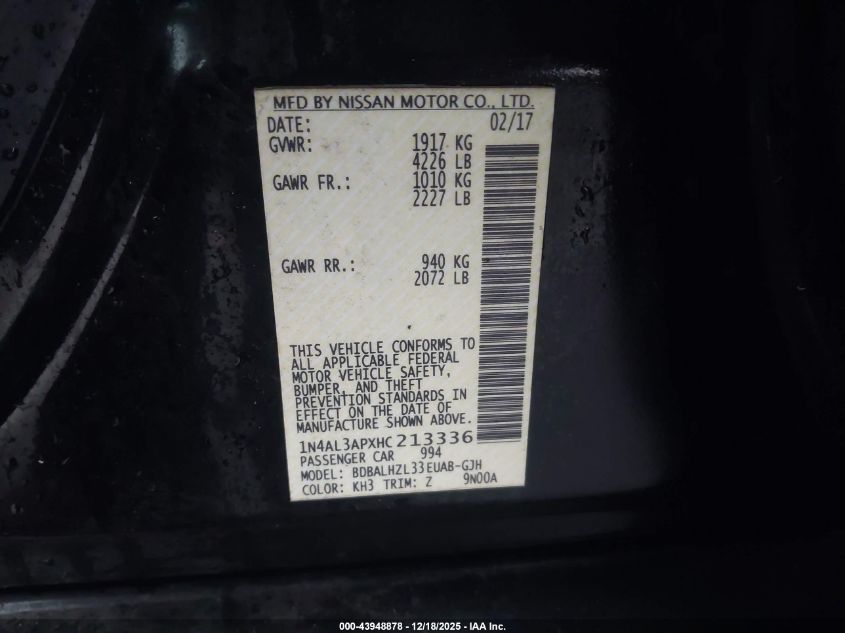 MFD BY NISSAN MOTOR CO., LTD.
DATE: 02/17
GVWR: 1917 KG
4226 LB
GAWR FR.: 1010 KG
2227 LB
GAWR RR.: 940 KG
2072 LB
THIS VEHICLE CONFORMS TO
ALL APPLICABLE FEDERAL
MOTOR VEHICLE SAFETY,
BUMPER, AND THEFT
PREVENTION STANDARDS IN
EFFECT ON THE DATE OF
MANUFACTURE SHOWN ABOVE.
1N4AL3APXHC213336
PASSENGER CAR 994
MODEL: BDBALHZL33EUAB-GJH
COLOR: KH3 TRIM: Z 9N00A
000-43948878 - 12/18/2025 - IAA Inc.